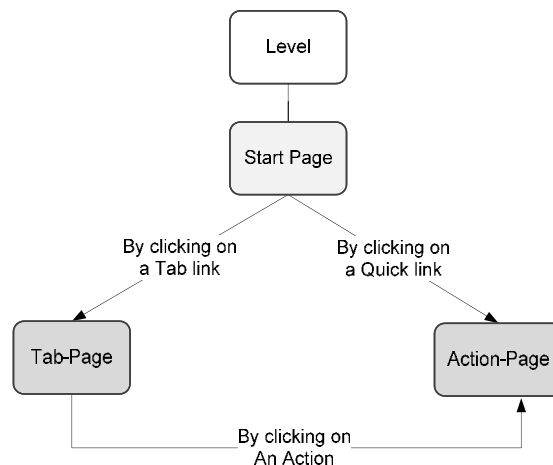 Level
Start Page
By clicking on
a Tab link
By clicking on
a Quick link
Tab-Page
Action-Page
By clicking on
An Action